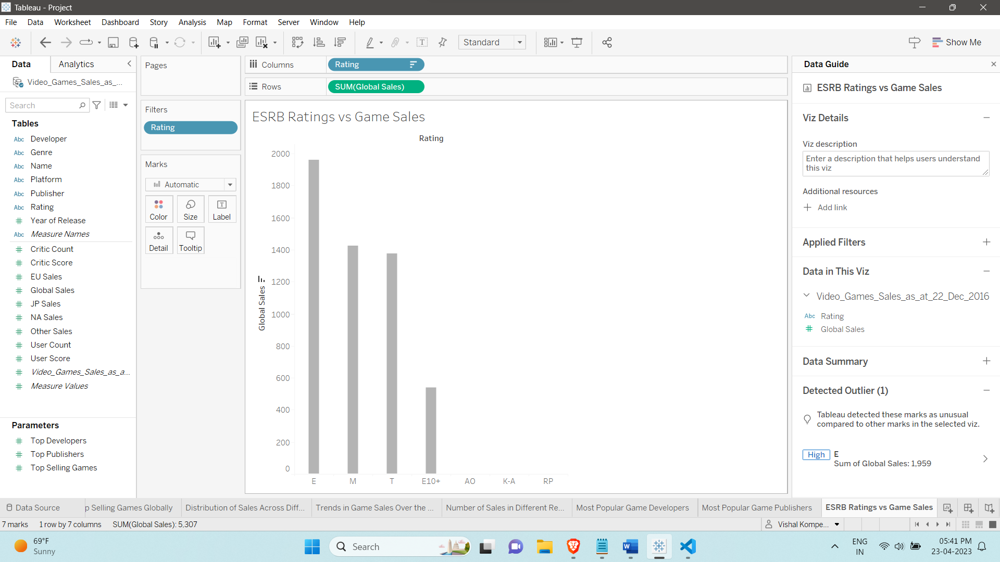 Tableau - Project
File Data Worksheet Dashboard Story Analysis Map Format Server Window Help
Standard
Show Me
Data Analytics
Video_Games_Sales_as_...
Search
Tables
Abc Developer
Abc Genre
Abc Name
Abc Platform
Abc Publisher
Abc Rating
Year of Release
Abc Measure Names
Critic Count
Critic Score
EU Sales
Global Sales
JP Sales
NA Sales
Other Sales
User Count
User Score
Video_Games_Sales_as_a...
Measure Values
Parameters
Top Developers
Top Publishers
Top Selling Games
Pages
Filters
Rating
Marks
Automatic
Color Size Label
Detail Tooltip
Columns Rating
Rows SUM(Global Sales)
ESRB Ratings vs Game Sales
Rating
Global Sales
2000
1800
1600
1400
1200
1000
800
600
400
200
0
E M T E10+ AO K-A RP
Data Guide
ESRB Ratings vs Game Sales
Viz Details
Viz description
Enter a description that helps users understand
this viz
Additional resources
Add link
Applied Filters
Data in This Viz
Video_Games_Sales_as_at_22_Dec_2016
Abc Rating
Global Sales
Data Summary
Detected Outlier (1)
Tableau detected these marks as unusual
compared to other marks in the selected viz.
High E
Sum of Global Sales: 1,959
Data Source p Selling Games Globally Distribution of Sales Across Diff... Trends in Game Sales Over the ... Number of Sales in Different Re... Most Popular Game Developers Most Popular Game Publishers ESRB Ratings vs Game Sales
7 marks 1 row by 7 columns SUM(Global Sales): 5,307 Vishal Kompe...
69°F
Sunny
Search
ENG
IN
05:41 PM
23-04-2023